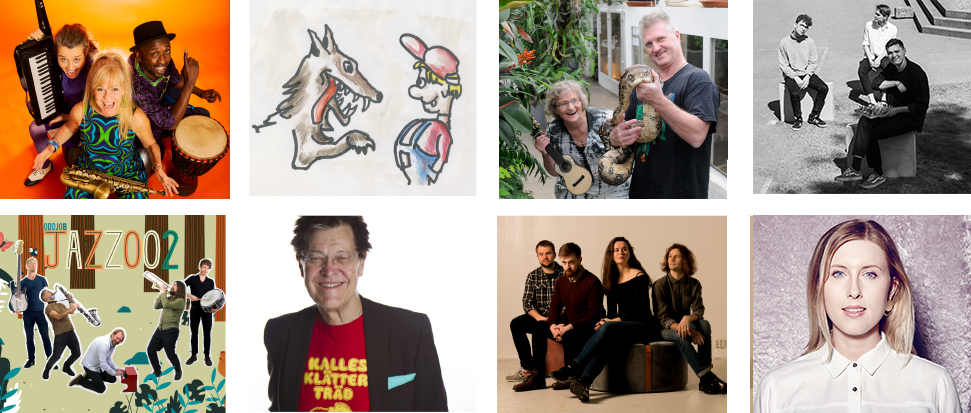 ODDJOB
JAZZOO2
KALLES
KLÄTTER
TRÄD